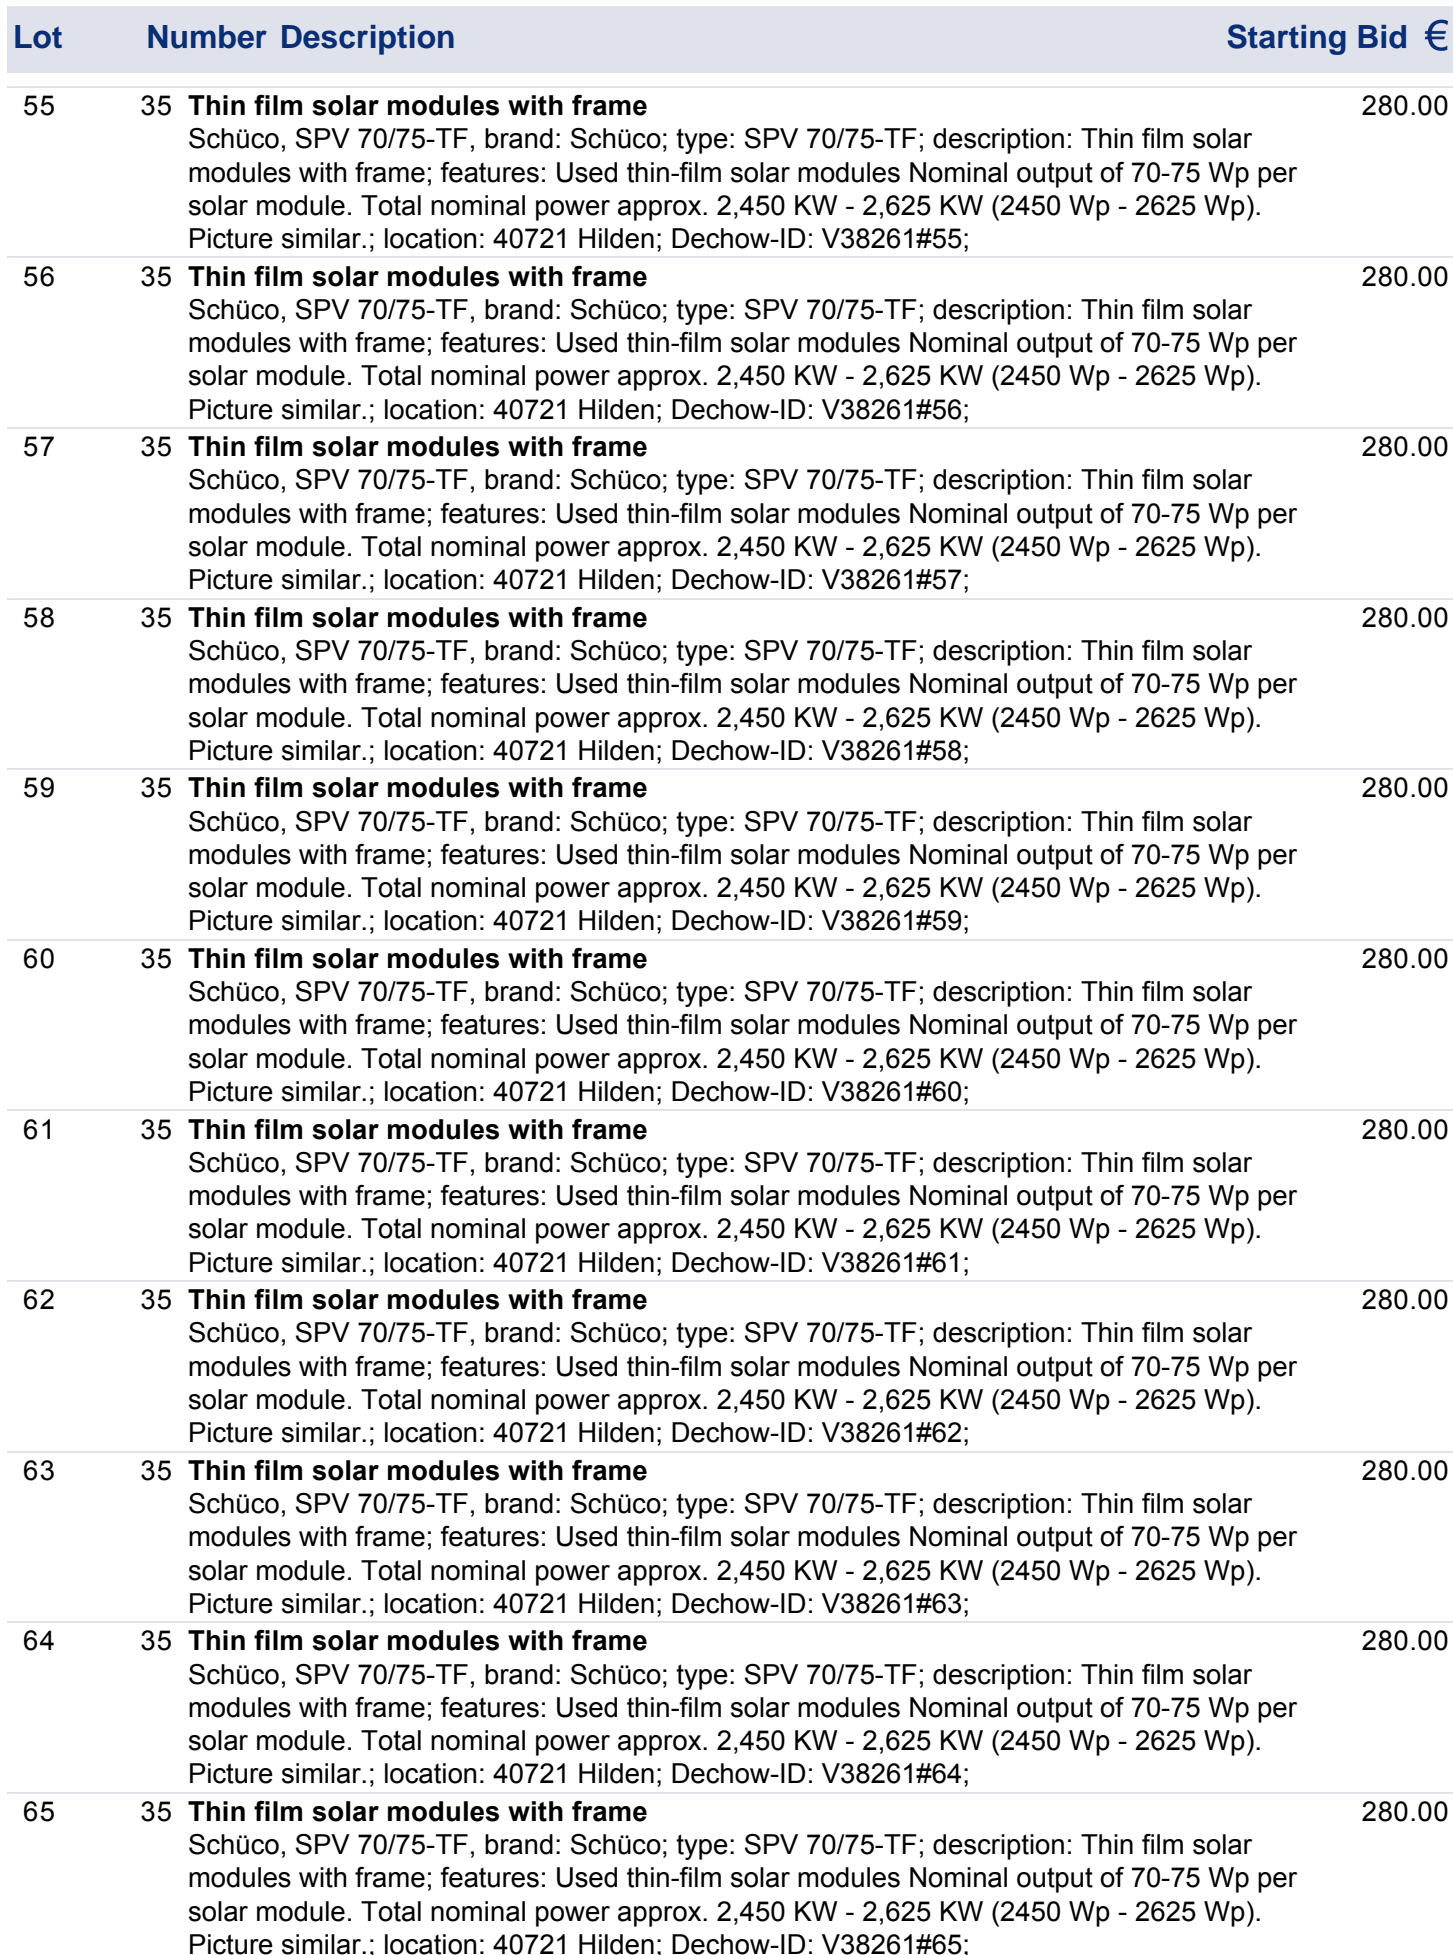 Lot Number Description Starting Bid €
55 35 Thin film solar modules with frame 280.00
Schüco, SPV 70/75-TF, brand: Schüco; type: SPV 70/75-TF; description: Thin film solar
modules with frame; features: Used thin-film solar modules Nominal output of 70-75 Wp per
solar module. Total nominal power approx. 2,450 KW - 2,625 KW (2450 Wp - 2625 Wp).
Picture similar.; location: 40721 Hilden; Dechow-ID: V38261#55;
56 35 Thin film solar modules with frame 280.00
Schüco, SPV 70/75-TF, brand: Schüco; type: SPV 70/75-TF; description: Thin film solar
modules with frame; features: Used thin-film solar modules Nominal output of 70-75 Wp per
solar module. Total nominal power approx. 2,450 KW - 2,625 KW (2450 Wp - 2625 Wp).
Picture similar.; location: 40721 Hilden; Dechow-ID: V38261#56;
57 35 Thin film solar modules with frame 280.00
Schüco, SPV 70/75-TF, brand: Schüco; type: SPV 70/75-TF; description: Thin film solar
modules with frame; features: Used thin-film solar modules Nominal output of 70-75 Wp per
solar module. Total nominal power approx. 2,450 KW - 2,625 KW (2450 Wp - 2625 Wp).
Picture similar.; location: 40721 Hilden; Dechow-ID: V38261#57;
58 35 Thin film solar modules with frame 280.00
Schüco, SPV 70/75-TF, brand: Schüco; type: SPV 70/75-TF; description: Thin film solar
modules with frame; features: Used thin-film solar modules Nominal output of 70-75 Wp per
solar module. Total nominal power approx. 2,450 KW - 2,625 KW (2450 Wp - 2625 Wp).
Picture similar.; location: 40721 Hilden; Dechow-ID: V38261#58;
59 35 Thin film solar modules with frame 280.00
Schüco, SPV 70/75-TF, brand: Schüco; type: SPV 70/75-TF; description: Thin film solar
modules with frame; features: Used thin-film solar modules Nominal output of 70-75 Wp per
solar module. Total nominal power approx. 2,450 KW - 2,625 KW (2450 Wp - 2625 Wp).
Picture similar.; location: 40721 Hilden; Dechow-ID: V38261#59;
60 35 Thin film solar modules with frame 280.00
Schüco, SPV 70/75-TF, brand: Schüco; type: SPV 70/75-TF; description: Thin film solar
modules with frame; features: Used thin-film solar modules Nominal output of 70-75 Wp per
solar module. Total nominal power approx. 2,450 KW - 2,625 KW (2450 Wp - 2625 Wp).
Picture similar.; location: 40721 Hilden; Dechow-ID: V38261#60;
61 35 Thin film solar modules with frame 280.00
Schüco, SPV 70/75-TF, brand: Schüco; type: SPV 70/75-TF; description: Thin film solar
modules with frame; features: Used thin-film solar modules Nominal output of 70-75 Wp per
solar module. Total nominal power approx. 2,450 KW - 2,625 KW (2450 Wp - 2625 Wp).
Picture similar.; location: 40721 Hilden; Dechow-ID: V38261#61;
62 35 Thin film solar modules with frame 280.00
Schüco, SPV 70/75-TF, brand: Schüco; type: SPV 70/75-TF; description: Thin film solar
modules with frame; features: Used thin-film solar modules Nominal output of 70-75 Wp per
solar module. Total nominal power approx. 2,450 KW - 2,625 KW (2450 Wp - 2625 Wp).
Picture similar.; location: 40721 Hilden; Dechow-ID: V38261#62;
63 35 Thin film solar modules with frame 280.00
Schüco, SPV 70/75-TF, brand: Schüco; type: SPV 70/75-TF; description: Thin film solar
modules with frame; features: Used thin-film solar modules Nominal output of 70-75 Wp per
solar module. Total nominal power approx. 2,450 KW - 2,625 KW (2450 Wp - 2625 Wp).
Picture similar.; location: 40721 Hilden; Dechow-ID: V38261#63;
64 35 Thin film solar modules with frame 280.00
Schüco, SPV 70/75-TF, brand: Schüco; type: SPV 70/75-TF; description: Thin film solar
modules with frame; features: Used thin-film solar modules Nominal output of 70-75 Wp per
solar module. Total nominal power approx. 2,450 KW - 2,625 KW (2450 Wp - 2625 Wp).
Picture similar.; location: 40721 Hilden; Dechow-ID: V38261#64;
65 35 Thin film solar modules with frame 280.00
Schüco, SPV 70/75-TF, brand: Schüco; type: SPV 70/75-TF; description: Thin film solar
modules with frame; features: Used thin-film solar modules Nominal output of 70-75 Wp per
solar module. Total nominal power approx. 2,450 KW - 2,625 KW (2450 Wp - 2625 Wp).
Picture similar.; location: 40721 Hilden; Dechow-ID: V38261#65;